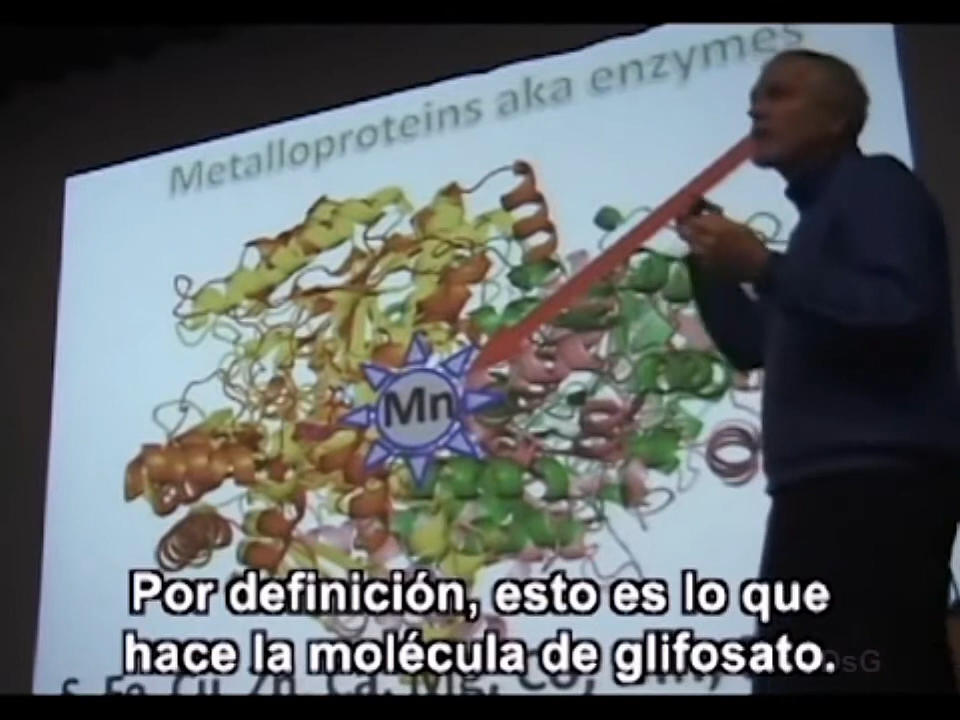 Metalloproteins aka enzymes
Mn
Por definición, esto es lo que
hace la molécula de glifosato.